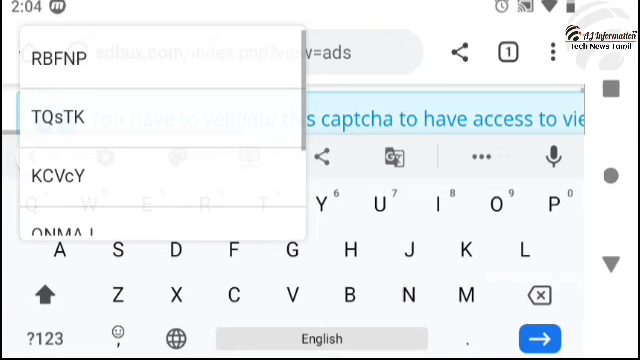 2:04
AJ Information
Tech News Tamil
sdbux.com/index.php?view=ads
1
RBFNP
TQsTK
KCVcY
You have to validate this captcha to have access to vie
Q W E R T Y 6 U 7 I 8 O 9 P 0
A S D F G H J K L
Z X C V B N M
?123
,
English
.